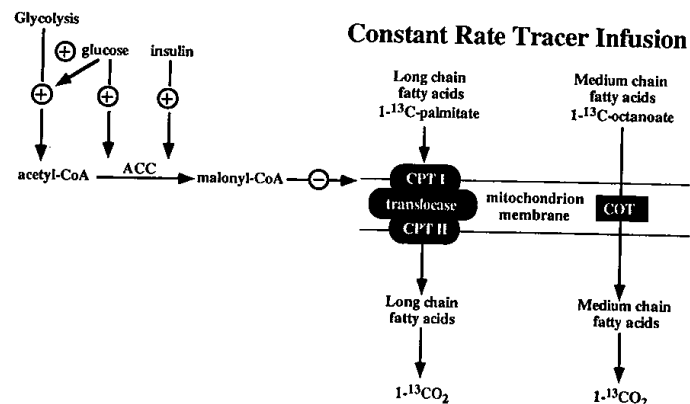 Glycolysis
glucose
insulin
acetyl-CoA
ACC
malonyl-CoA
Constant Rate Tracer Infusion
Long chain
fatty acids
1-¹³C-palmitate
Medium chain
fatty acids
1-¹³C-octanoate
CPT I
translocase
CPT II
mitochondrion
membrane
COT
Long chain
fatty acids
Medium chain
fatty acids
1-¹³CO₂
1-¹³CO₂